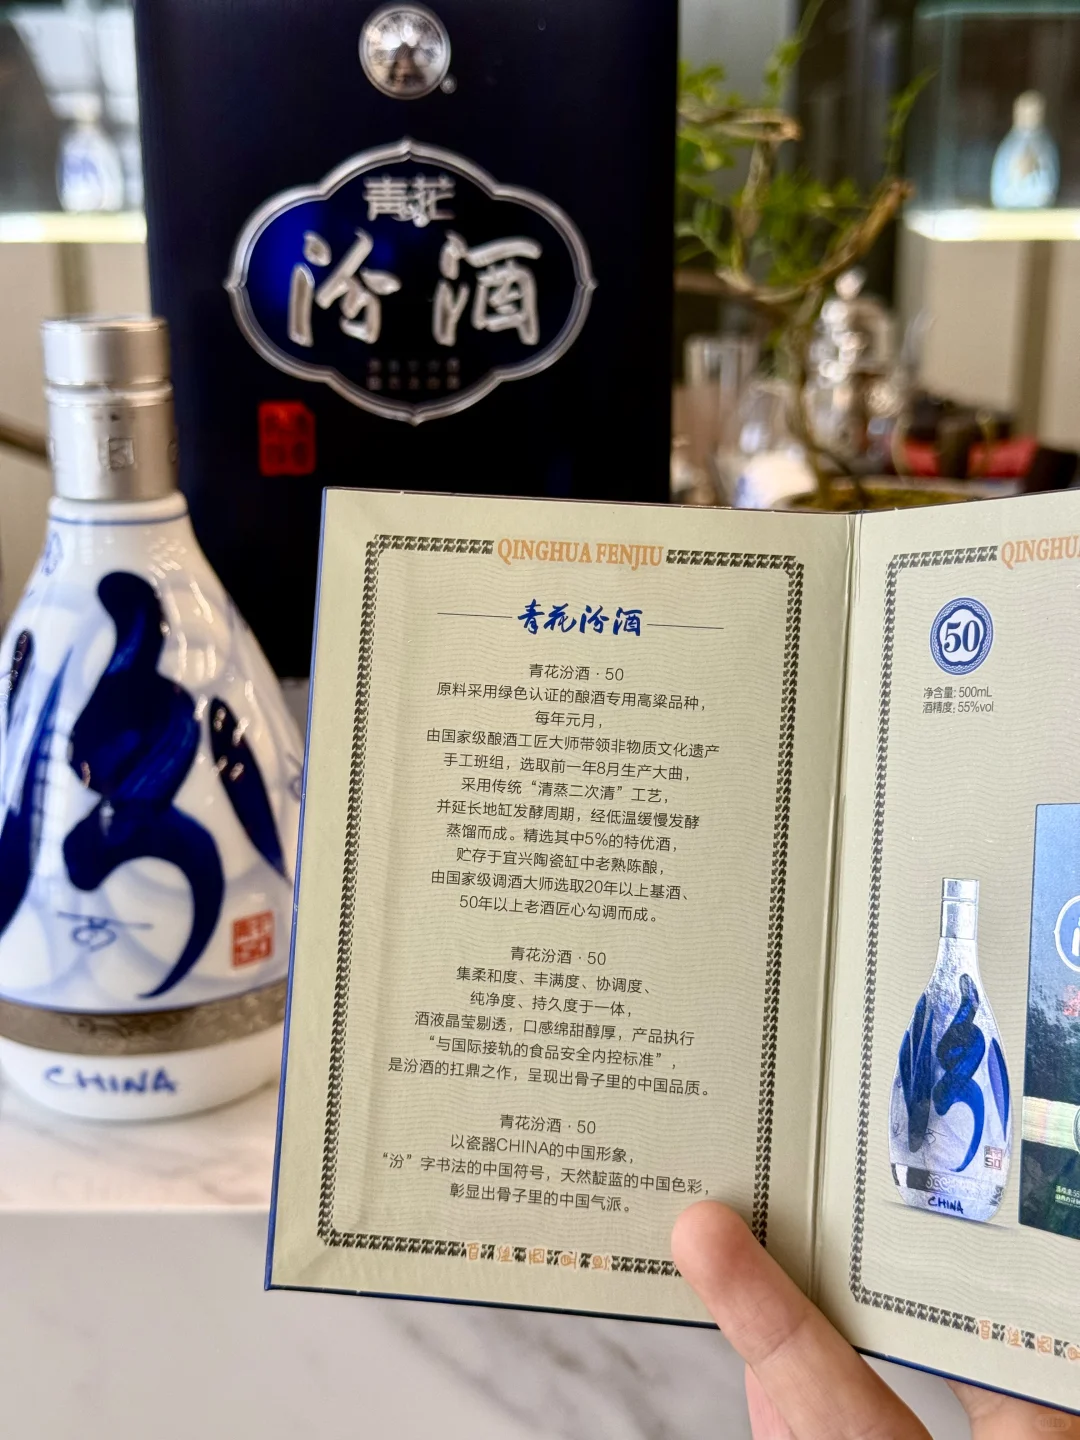 青花
汾酒
CHINA
QINGHUA FENJIU
青花汾酒
青花汾酒·50
原料采用绿色认证的酿酒专用高粱品种，
每年元月，
由国家级酿酒工匠大师带领非物质文化遗产
手工班组，选取前一年8月生产大曲，
采用传统“清蒸二次清”工艺，
并延长地缸发酵周期，经低温缓慢发酵
蒸馏而成。精选其中5%的特优酒，
贮存于宜兴陶瓷缸中老熟陈酿，
由国家级调酒大师选取20年以上基酒、
50年以上老酒匠心勾调而成。
青花汾酒·50
集柔和度、丰满度、协调度、
纯净度、持久度于一体，
酒液晶莹剔透，口感绵甜醇厚，产品执行
“与国际接轨的食品安全内控标准”，
是汾酒的扛鼎之作，呈现出骨子里的中国品质。
青花汾酒·50
以瓷器CHINA的中国形象，
“汾”字书法的中国符号，天然靛蓝的中国色彩，
彰显出骨子里的中国气派。
QINGHU
50
净含量: 500mL
酒精度: 55%vol
汾
50
CHINA